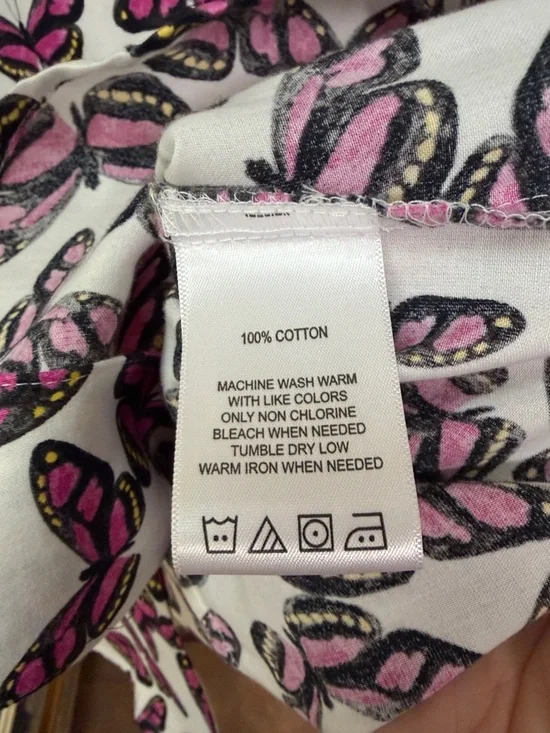 100% COTTON
MACHINE WASH WARM
WITH LIKE COLORS
ONLY NON CHLORINE
BLEACH WHEN NEEDED
TUMBLE DRY LOW
WARM IRON WHEN NEEDED